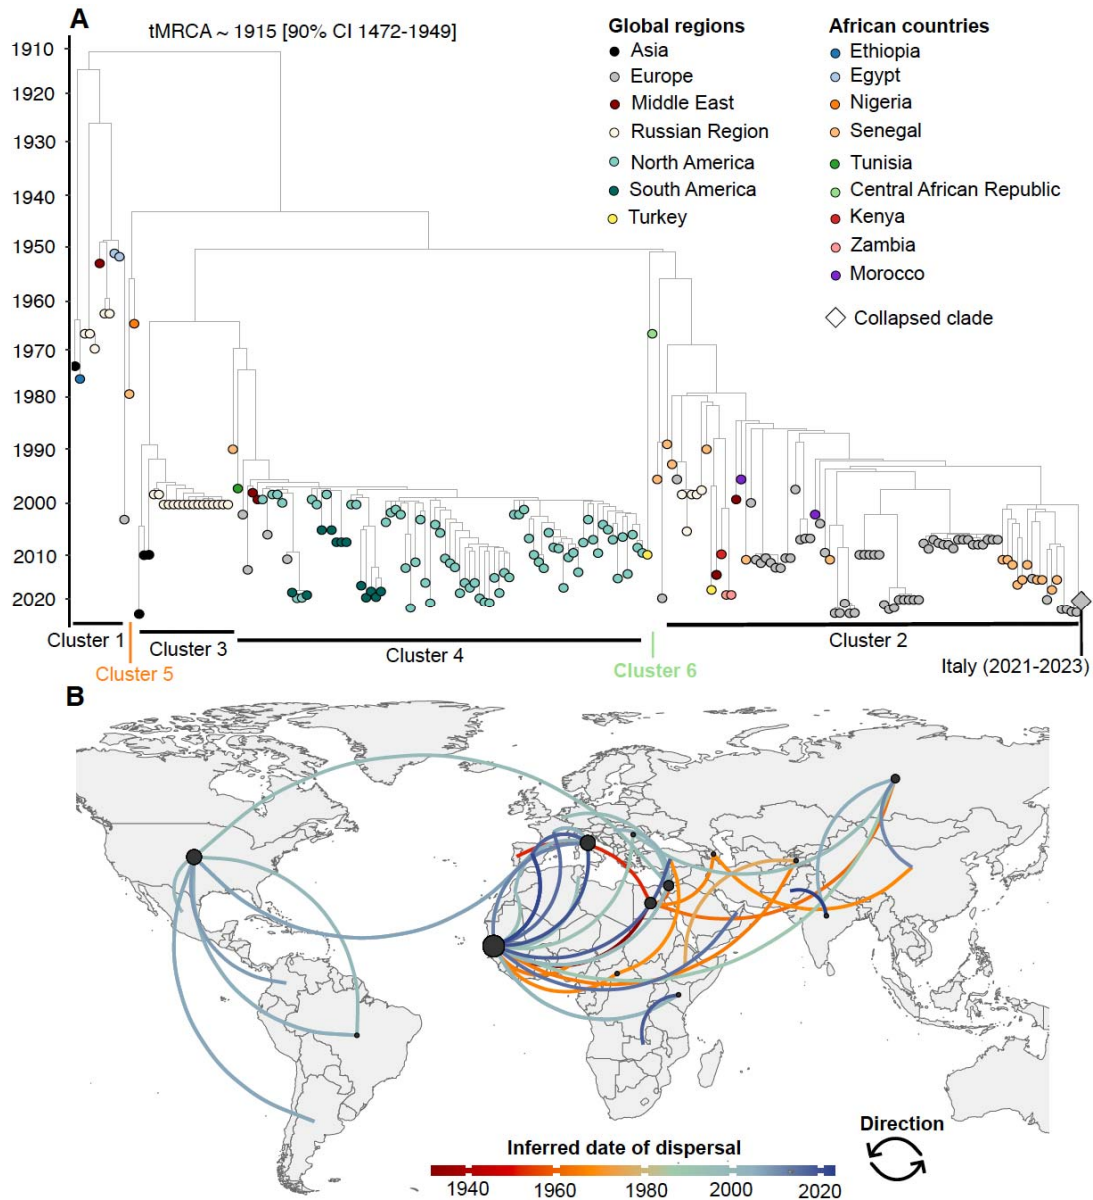 A
tMRCA ~ 1915 [90% CI 1472-1949]
Global regions
Asia
Europe
Middle East
Russian Region
North America
South America
Turkey
African countries
Ethiopia
Egypt
Nigeria
Senegal
Tunisia
Central African Republic
Kenya
Zambia
Morocco
Collapsed clade
1910
1920
1930
1940
1950
1960
1970
1980
1990
2000
2010
2020
Cluster 1
Cluster 5
Cluster 3
Cluster 4
Cluster 6
Cluster 2
Italy (2021-2023)
B
Inferred date of dispersal
1940 1960 1980 2000 2020
Direction